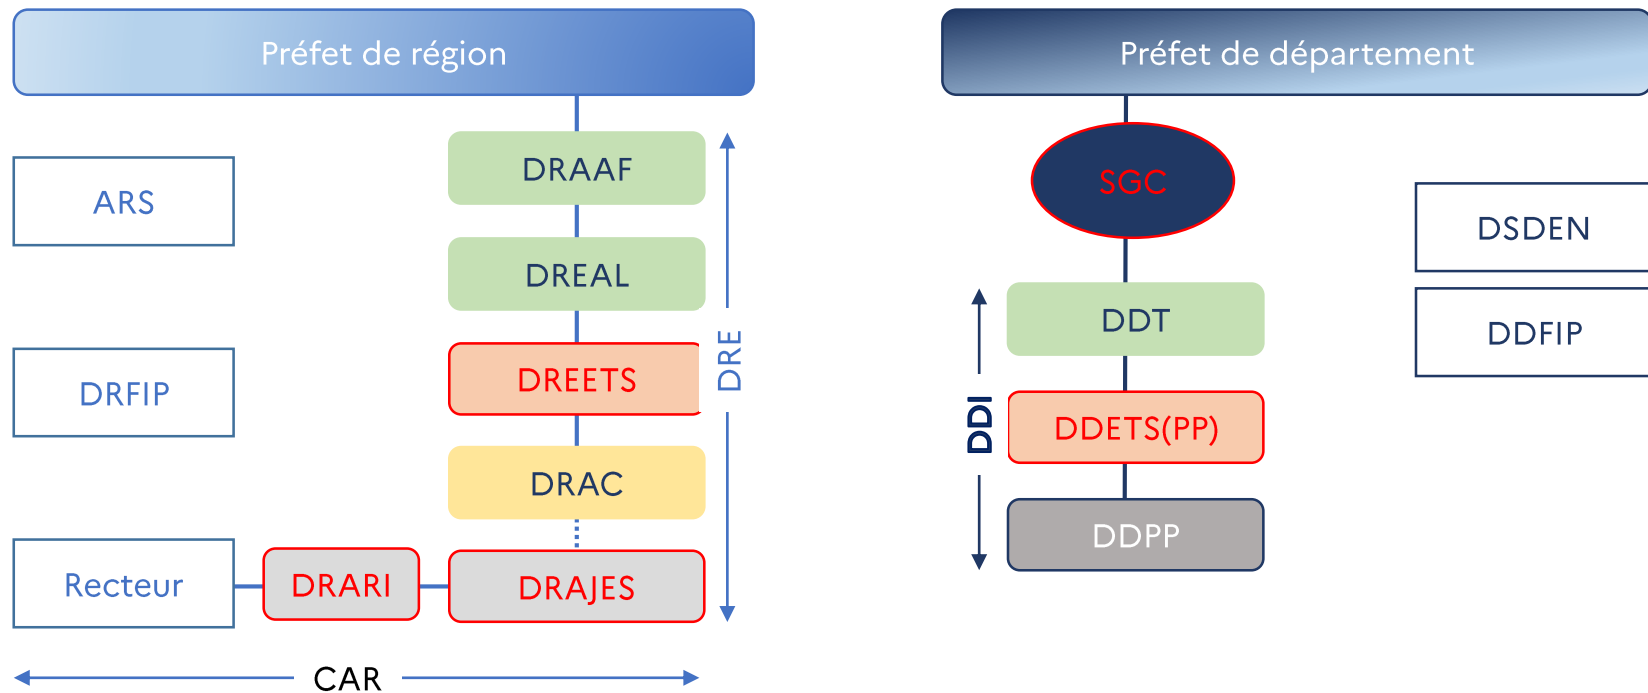 Préfet de région
Préfet de département
DRAAF
ARS
DREAL
DRE
DREETS
DRFIP
DRAC
Recteur
DRARI
DRAJES
CAR
SGC
DSDEN
DDT
DDFIP
DDI
DDETS(PP)
DDPP